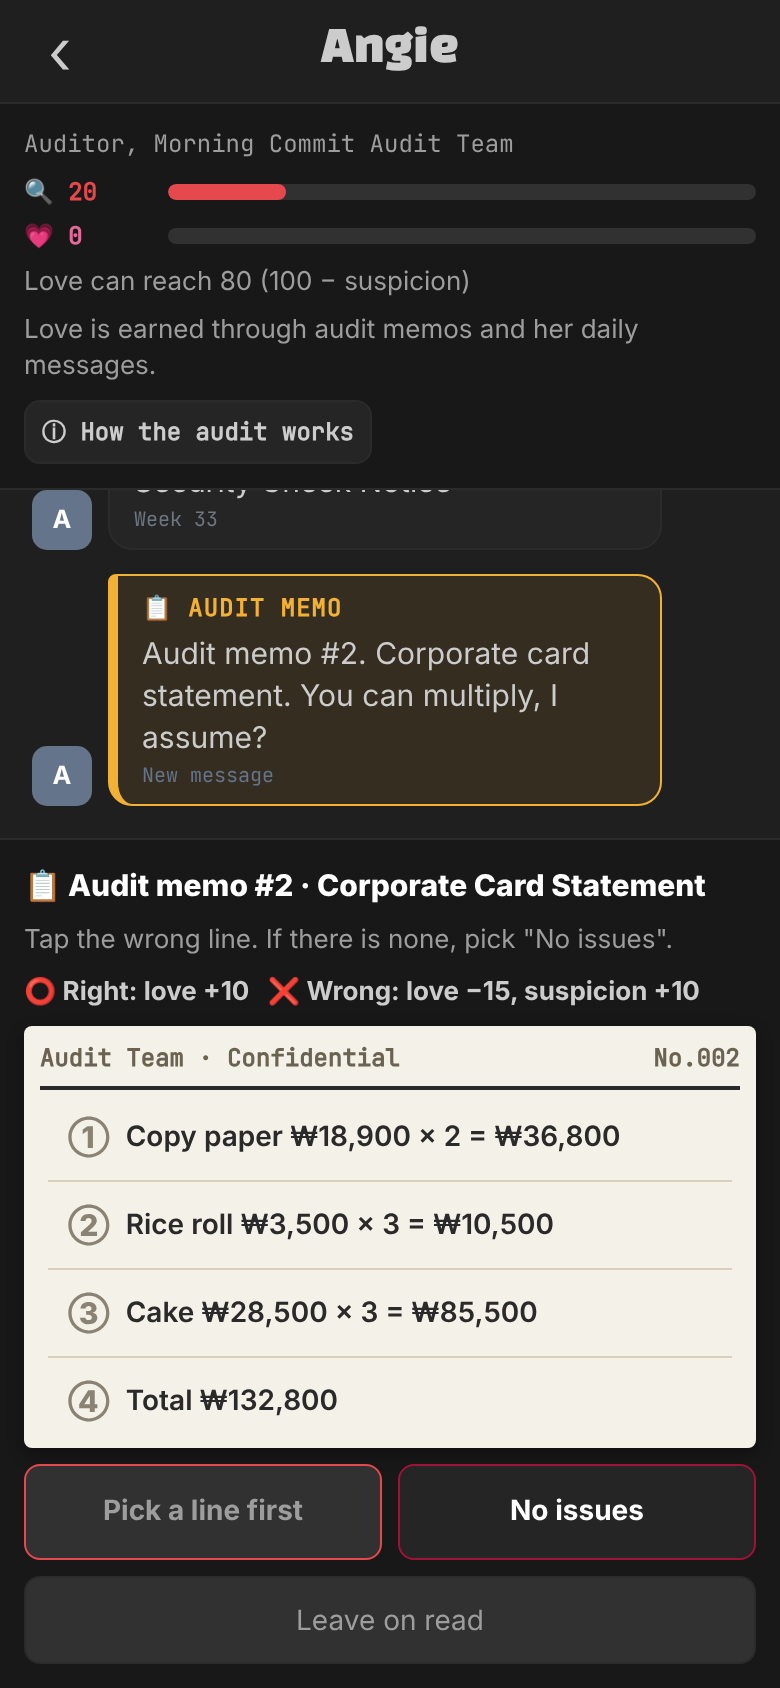 Angie
Auditor, Morning Commit Audit Team
20
0
Love can reach 80 (100 − suspicion)
Love is earned through audit memos and her daily
messages.
ⓘ How the audit works
Security Check Notice
A
Week 33
📋 AUDIT MEMO
Audit memo #2. Corporate card
statement. You can multiply, I
assume?
A
New message
📋 Audit memo #2 · Corporate Card Statement
Tap the wrong line. If there is none, pick "No issues".
⭕ Right: love +10 ❌ Wrong: love −15, suspicion +10
Audit Team · Confidential No.002
① Copy paper ₩18,900 × 2 = ₩36,800
② Rice roll ₩3,500 × 3 = ₩10,500
③ Cake ₩28,500 × 3 = ₩85,500
④ Total ₩132,800
Pick a line first
No issues
Leave on read